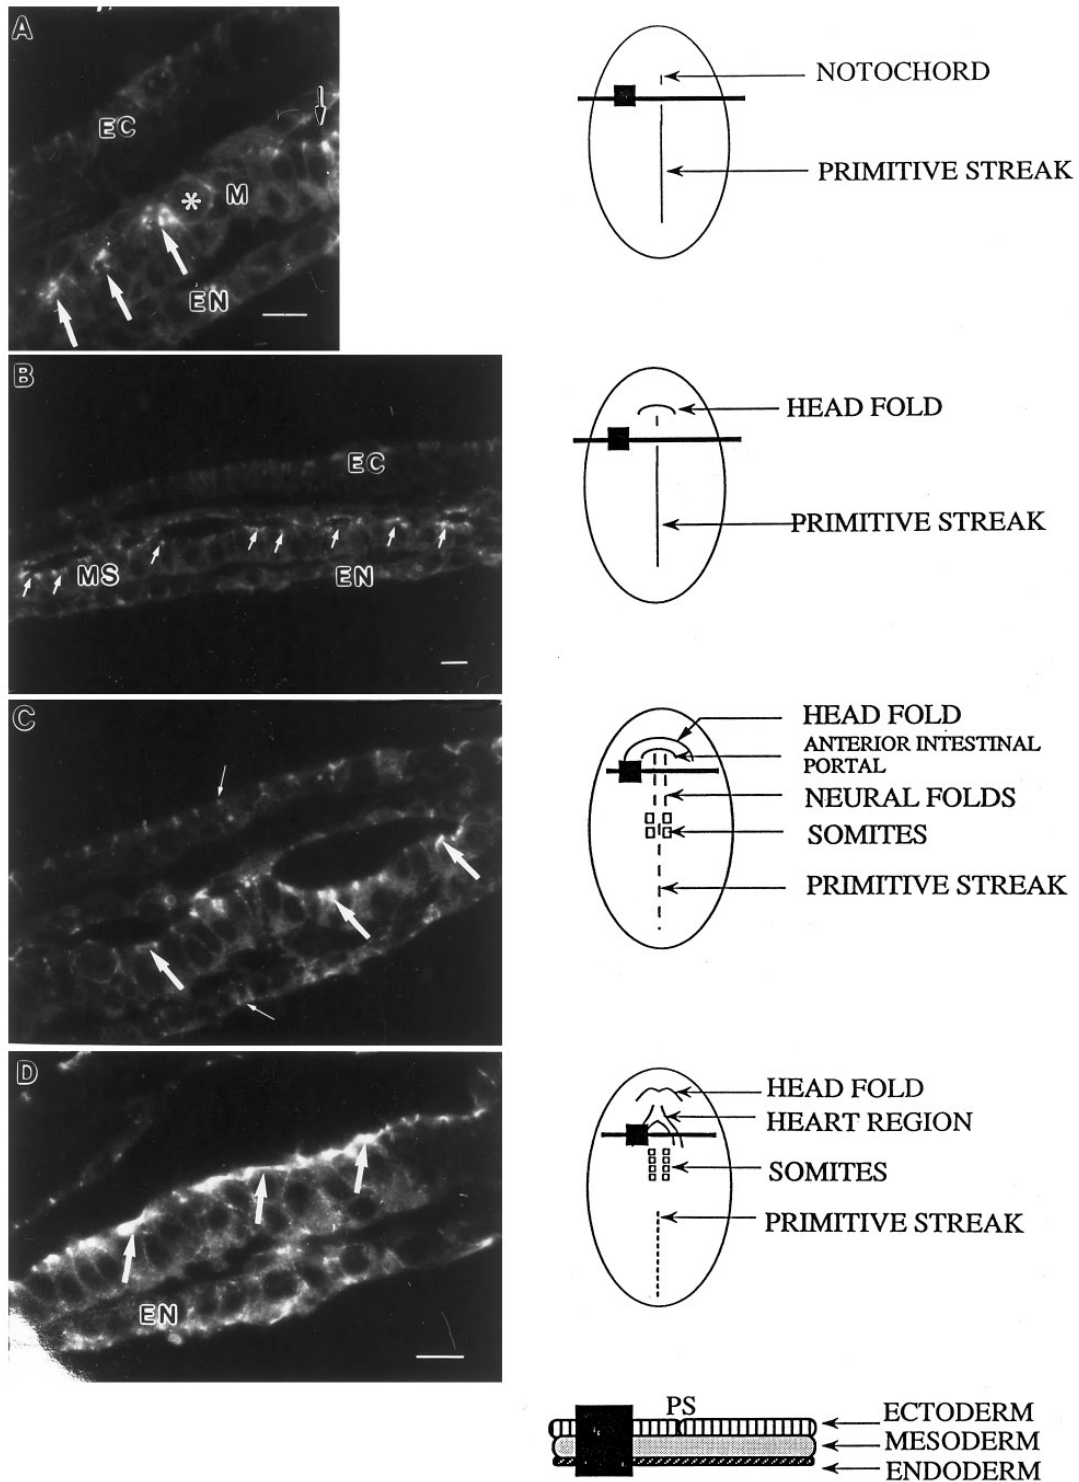 A
EC
M
*
EN
NOTOCHORD
PRIMITIVE STREAK
B
EC
MS
EN
HEAD FOLD
PRIMITIVE STREAK
C
HEAD FOLD
ANTERIOR INTESTINAL
PORTAL
NEURAL FOLDS
SOMITES
PRIMITIVE STREAK
D
EN
HEAD FOLD
HEART REGION
SOMITES
PRIMITIVE STREAK
PS
ECTODERM
MESODERM
ENDODERM